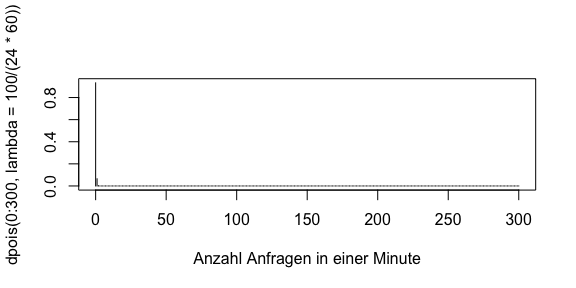 dpois(0:300, lambda = 100/(24 * 60))
0.8
0.4
0.0
0 50 100 150 200 250 300
Anzahl Anfragen in einer Minute